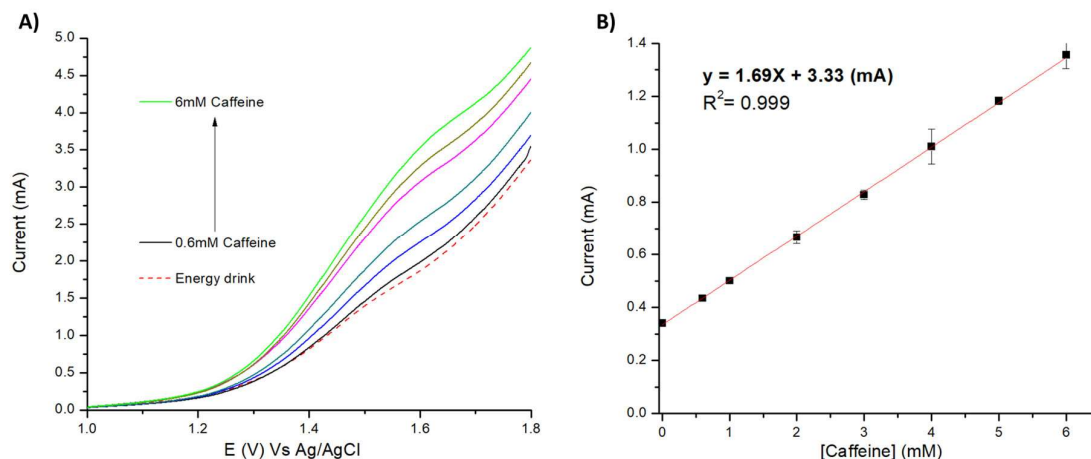 A)
5.0
4.5
4.0
3.5
3.0
2.5
2.0
1.5
1.0
0.5
0.0
Current (mA)
6mM Caffeine
0.6mM Caffeine
Energy drink
1.0 1.2 1.4 1.6 1.8
E (V) Vs Ag/AgCl
B)
1.4
1.2
1.0
0.8
0.6
0.4
0.2
0.0
Current (mA)
y = 1.69X + 3.33 (mA)
R²= 0.999
0 1 2 3 4 5 6
[Caffeine] (mM)